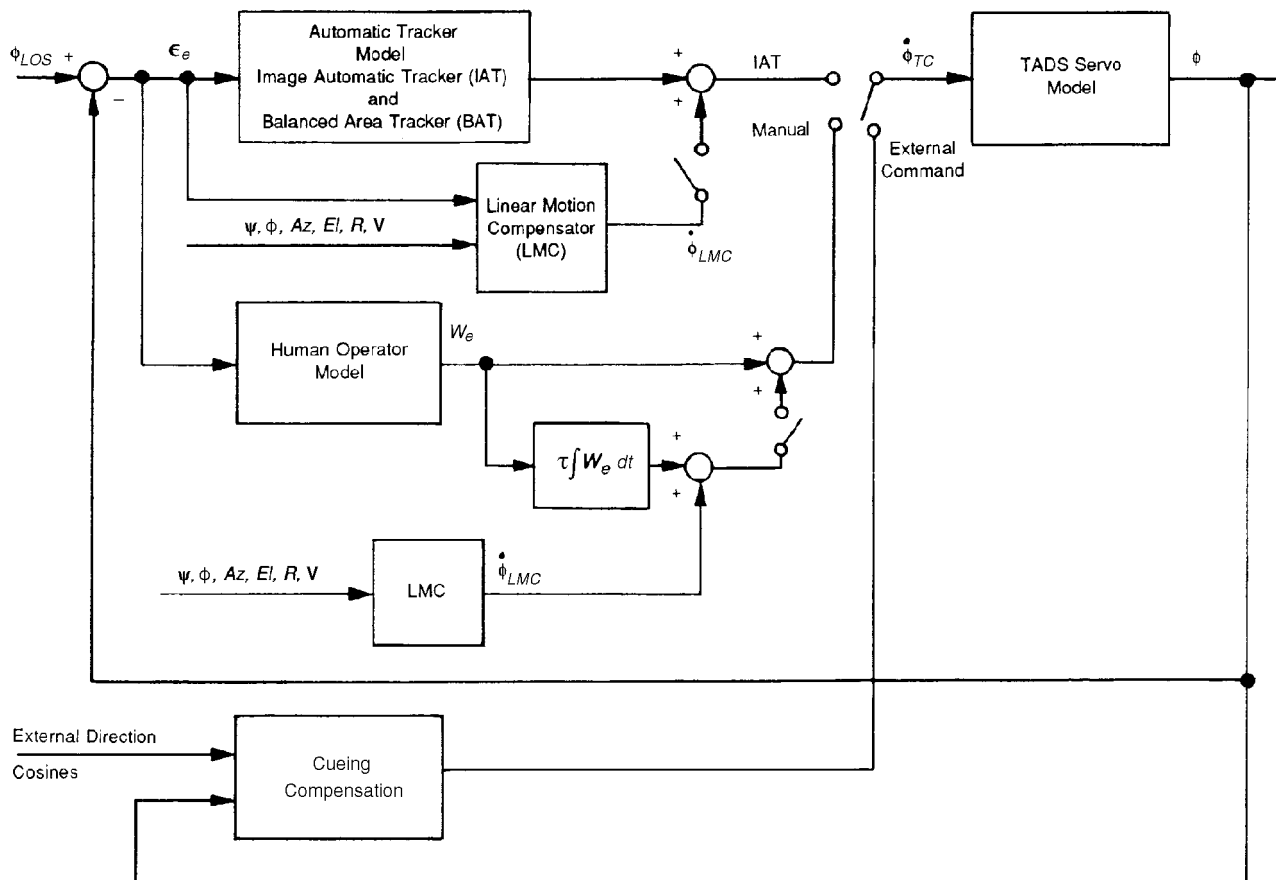 ϕLOS
+
−
ϵe
Automatic Tracker
Model
Image Automatic Tracker (IAT)
and
Balanced Area Tracker (BAT)
+
+
IAT
Manual
ϕ̇TC
External
Command
TADS Servo
Model
ϕ
ψ, ϕ, Az, El, R, V
Linear Motion
Compensator
(LMC)
ϕ̇LMC
Human Operator
Model
We
+
+
τ∫We dt
+
+
ψ, ϕ, Az, El, R, V
LMC
ϕ̇LMC
External Direction
Cosines
Cueing
Compensation